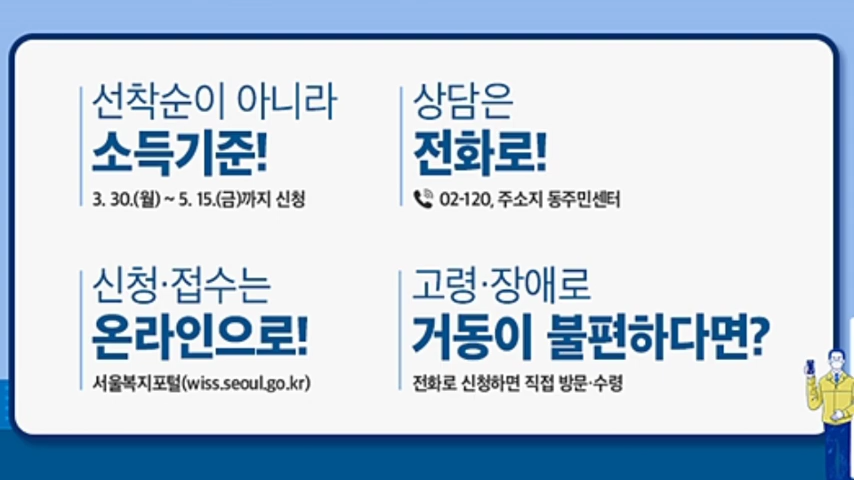 선착순이 아니라
소득기준!
3. 30.(월) ~ 5. 15.(금)까지 신청
상담은
전화로!
02-120, 주소지 동주민센터
신청·접수는
온라인으로!
서울복지포털(wiss.seoul.go.kr)
고령·장애로
거동이 불편하다면?
전화로 신청하면 직접 방문·수령